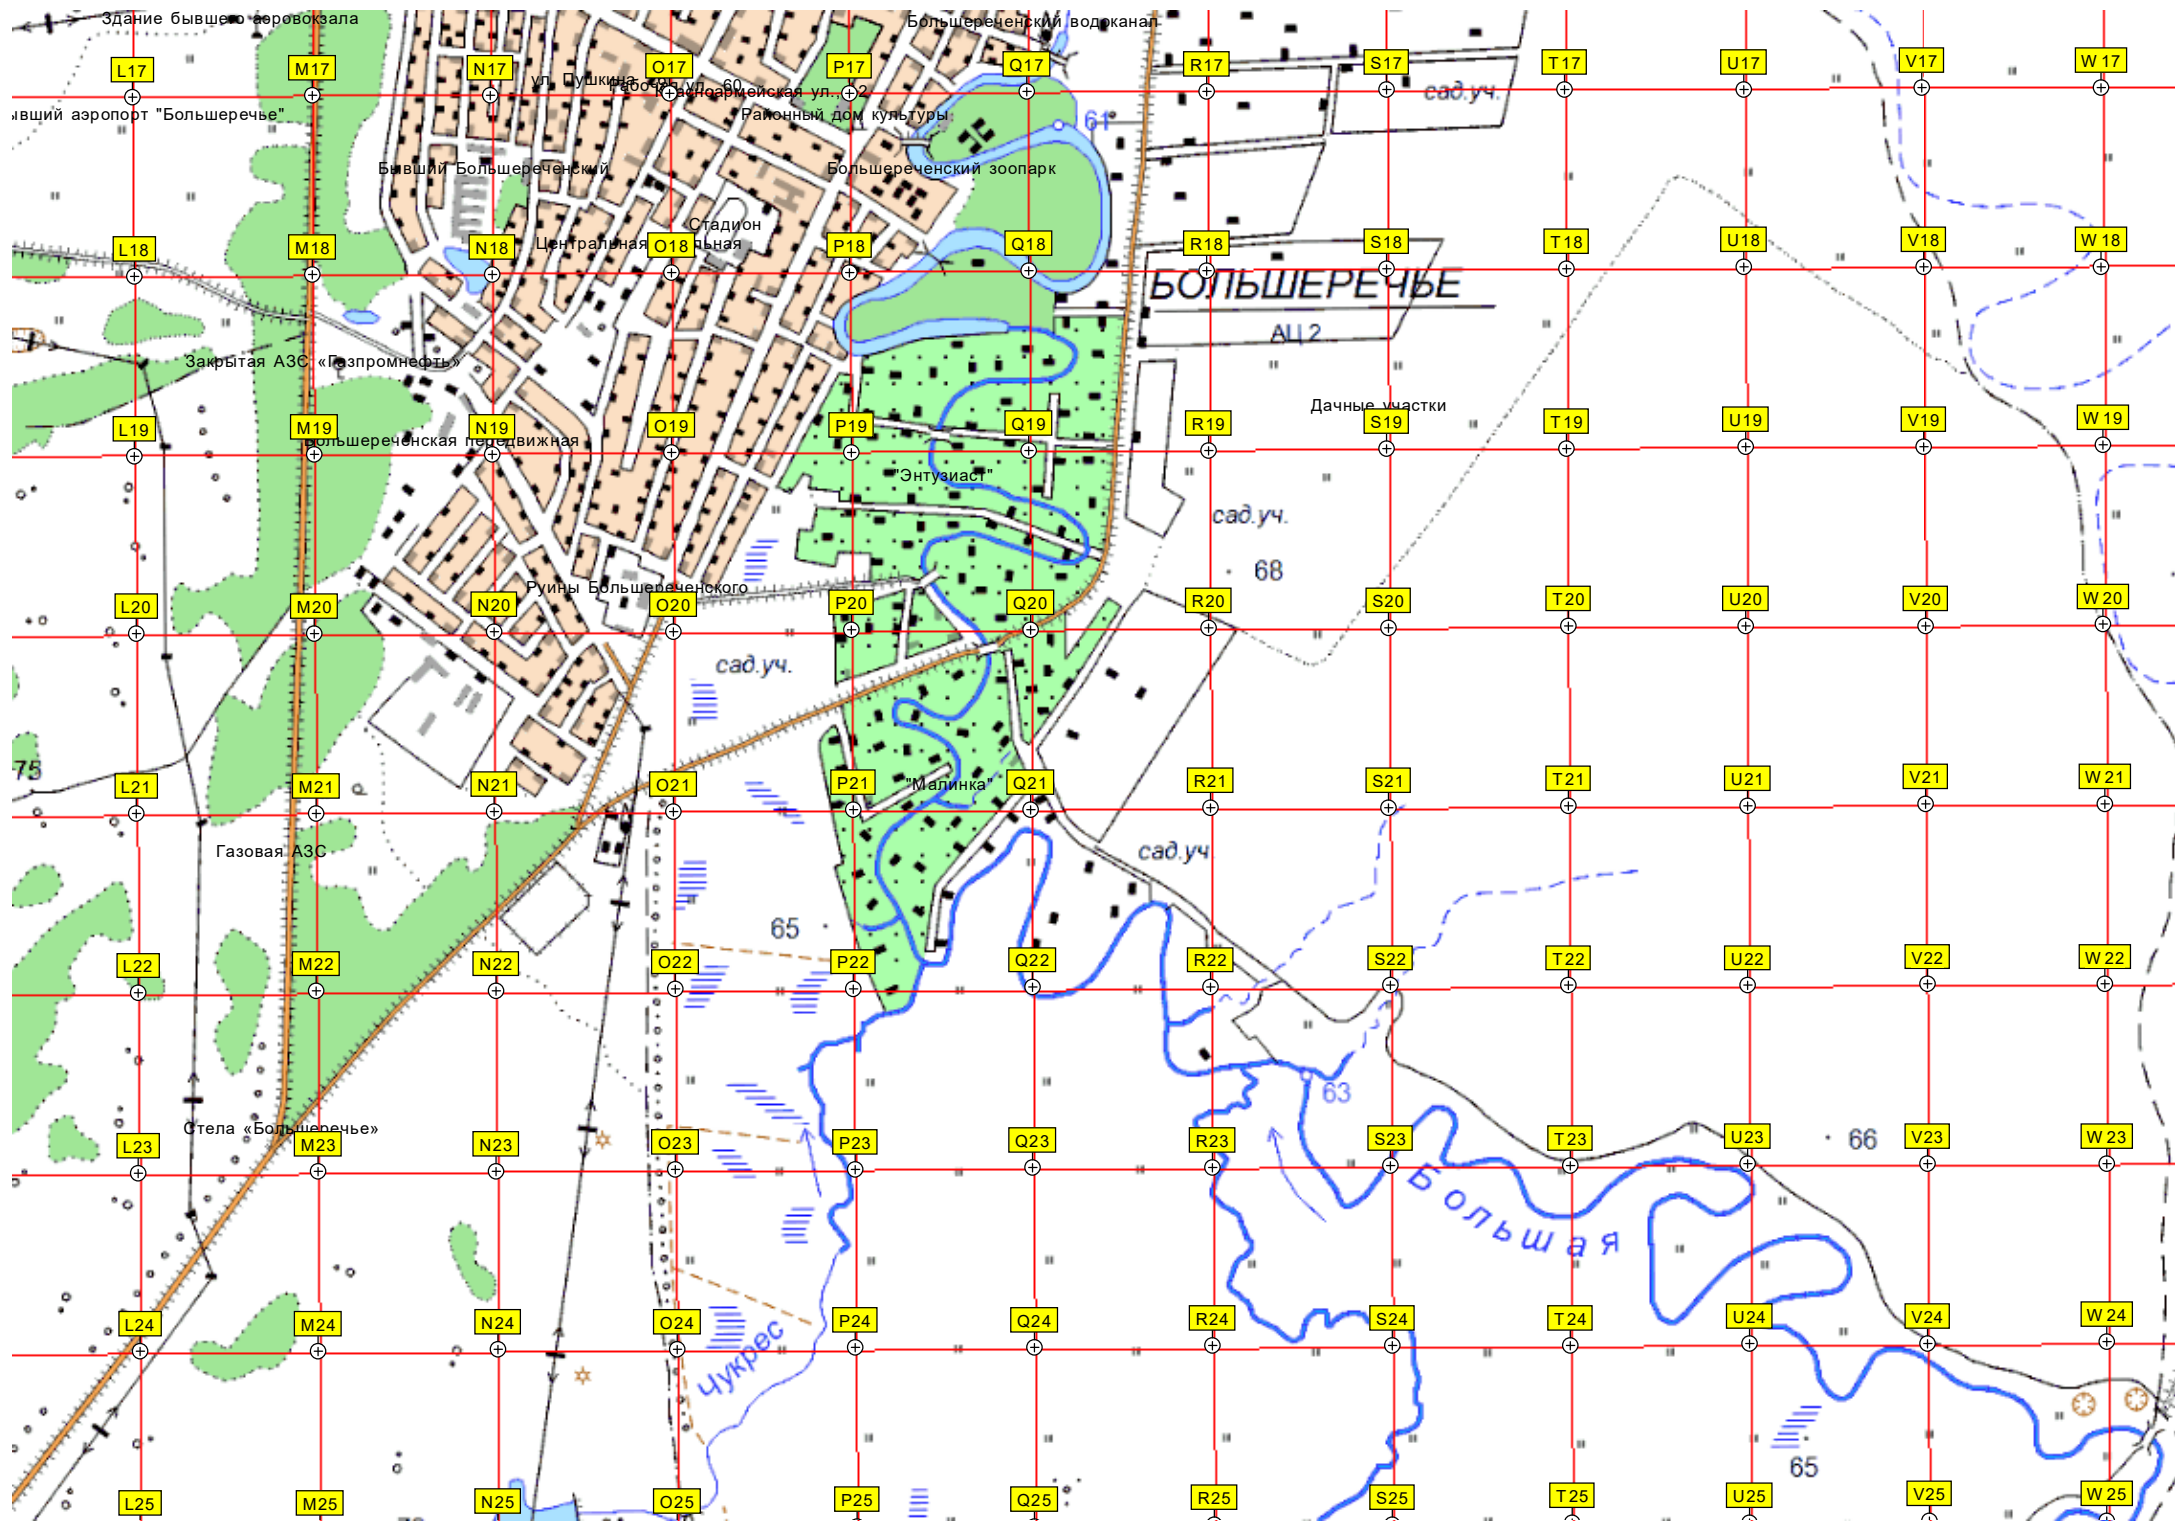 Здание бывшего аэровокзала
Большереченский водоканал
L17 M17 N17 O17 P17 Q17 R17 S17 T17 U17 V17 W17
ул. Пушкина
сад.уч.
ывший аэропорт "Большеречье"
Районный дом культуры
61
Бывший Большереченский
Большереченский зоопарк
Стадион
L18 M18 N18 O18 P18 Q18 R18 S18 T18 U18 V18 W18
БОЛЬШЕРЕЧЬЕ
АЦ 2
Закрытая АЗС «Газпромнефть»
Дачные участки
L19 M19 N19 O19 P19 Q19 R19 S19 T19 U19 V19 W19
Большереченская передвижная
"Энтузиаст"
сад.уч.
68
Руины Большереченского
L20 M20 N20 O20 P20 Q20 R20 S20 T20 U20 V20 W20
сад.уч.
75
L21 M21 N21 O21 P21 Q21 R21 S21 T21 U21 V21 W21
"Малинка"
Газовая АЗС
сад.уч
65
L22 M22 N22 O22 P22 Q22 R22 S22 T22 U22 V22 W22
63
Стела «Большеречье»
L23 M23 N23 O23 P23 Q23 R23 S23 T23 U23 V23 W23
66
Большая
L24 M24 N24 O24 P24 Q24 R24 S24 T24 U24 V24 W24
Чукрес
65
L25 M25 N25 O25 P25 Q25 R25 S25 T25 U25 V25 W25